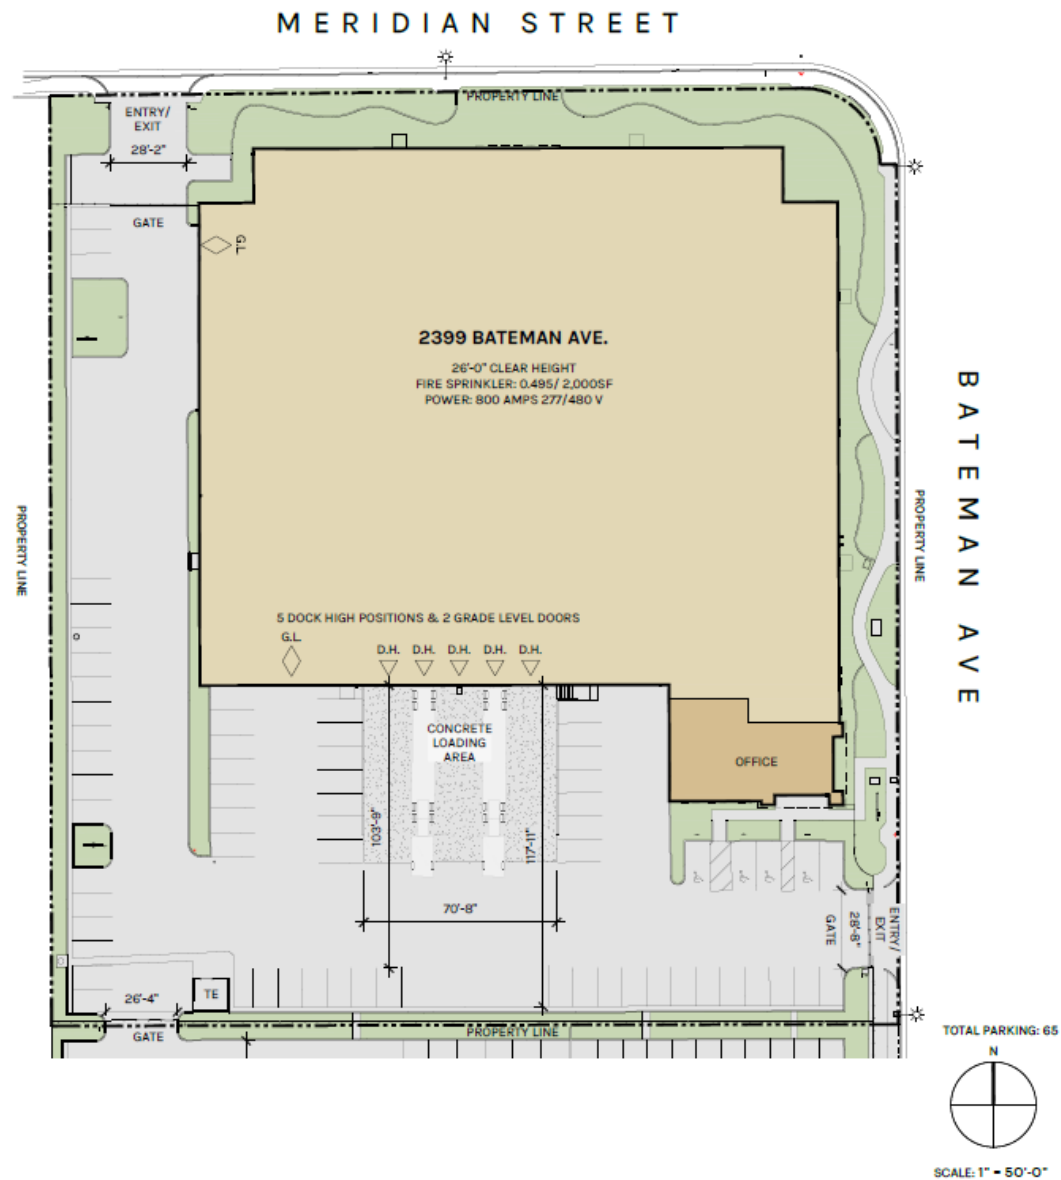 MERIDIAN STREET
PROPERTY LINE
ENTRY/
EXIT
28'-2"
GATE
G.L.
2399 BATEMAN AVE.
26'-0" CLEAR HEIGHT
FIRE SPRINKLER: 0.495/ 2,000SF
POWER: 800 AMPS 277/480 V
BATEMAN AVE
PROPERTY LINE
PROPERTY LINE
5 DOCK HIGH POSITIONS & 2 GRADE LEVEL DOORS
G.L.
D.H. D.H. D.H. D.H. D.H.
CONCRETE
LOADING
AREA
OFFICE
103'-9"
117'-11"
70'-8"
GATE
28'-8"
ENTRY/
EXIT
26'-4"
TE
GATE
PROPERTY LINE
TOTAL PARKING: 65
N
SCALE: 1" = 50'-0"